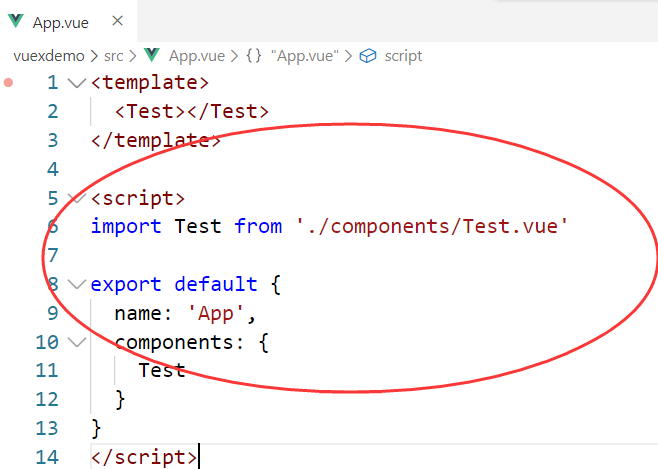 App.vue ×
vuexdemo > src > App.vue > {} "App.vue" > script
1 <template>
2 <Test></Test>
3 </template>
4
5 <script>
6 import Test from './components/Test.vue'
7
8 export default {
9 name: 'App',
10 components: {
11 Test
12 }
13 }
14 </script>